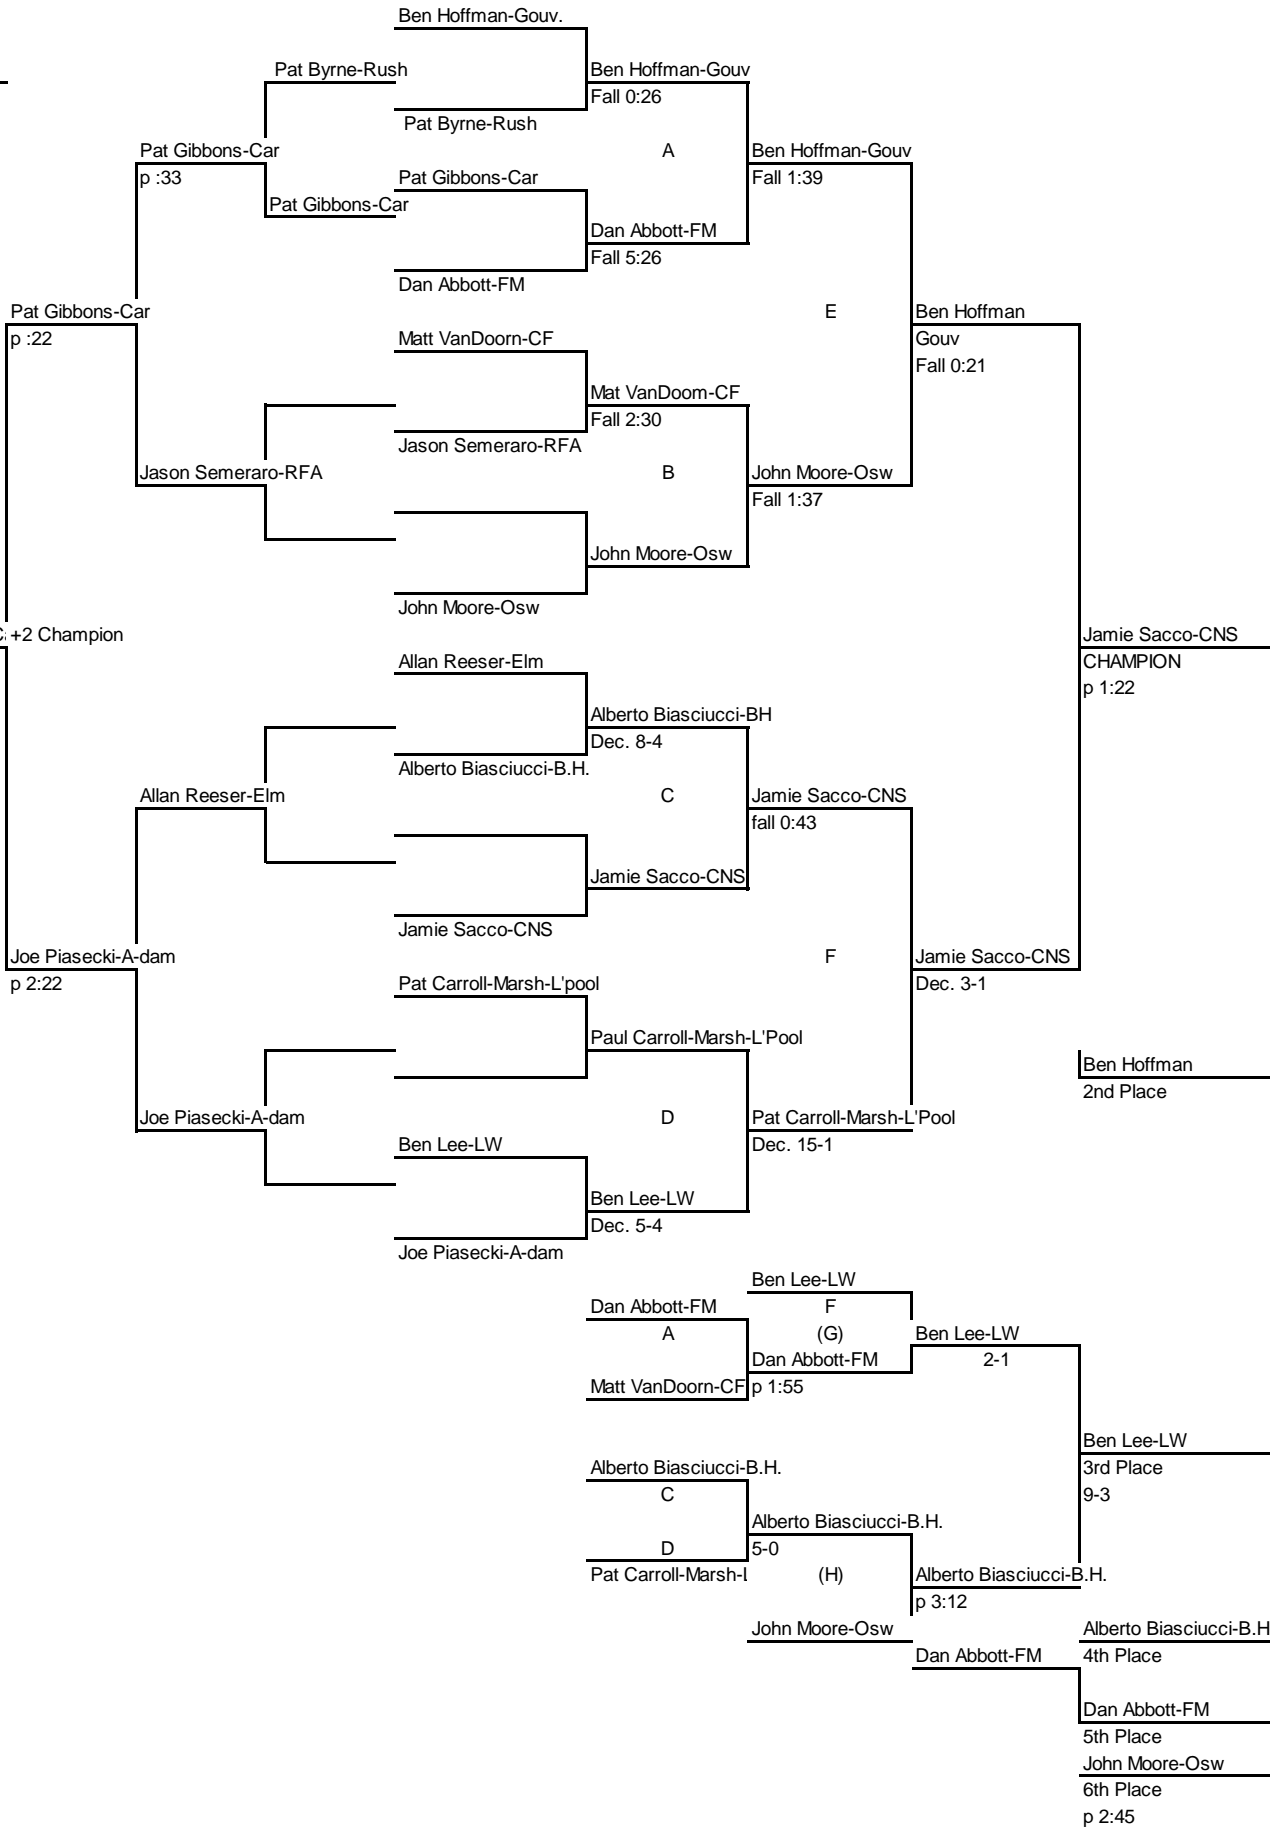 Ben Hoffman-Gouv.
Pat Byrne-Rush
Ben Hoffman-Gouv
Fall 0:26
Pat Byrne-Rush
Pat Gibbons-Car
A
Ben Hoffman-Gouv
p :33
Pat Gibbons-Car
Fall 1:39
Pat Gibbons-Car
Dan Abbott-FM
Fall 5:26
Dan Abbott-FM
Pat Gibbons-Car
E
Ben Hoffman
p :22
Matt VanDoorn-CF
Gouv
Fall 0:21
Mat VanDoom-CF
Fall 2:30
Jason Semeraro-RFA
Jason Semeraro-RFA
B
John Moore-Osw
Fall 1:37
John Moore-Osw
John Moore-Osw
+2 Champion
Jamie Sacco-CNS
Allan Reeser-Elm
CHAMPION
p 1:22
Alberto Biasciucci-BH
Dec. 8-4
Alberto Biasciucci-B.H.
Allan Reeser-Elm
C
Jamie Sacco-CNS
fall 0:43
Jamie Sacco-CNS
Jamie Sacco-CNS
Joe Piasecki-A-dam
F
Jamie Sacco-CNS
p 2:22
Pat Carroll-Marsh-L'pool
Dec. 3-1
Paul Carroll-Marsh-L'Pool
Ben Hoffman
2nd Place
Joe Piasecki-A-dam
D
Pat Carroll-Marsh-L'Pool
Ben Lee-LW
Dec. 15-1
Ben Lee-LW
Dec. 5-4
Joe Piasecki-A-dam
Ben Lee-LW
Dan Abbott-FM
F
A
(G)
Ben Lee-LW
Dan Abbott-FM
2-1
Matt VanDoorn-CF
p 1:55
Ben Lee-LW
Alberto Biasciucci-B.H.
3rd Place
C
9-3
Alberto Biasciucci-B.H.
D
5-0
Pat Carroll-Marsh-
(H)
Alberto Biasciucci-B.H.
p 3:12
John Moore-Osw
Alberto Biasciucci-B.H
Dan Abbott-FM
4th Place
Dan Abbott-FM
5th Place
John Moore-Osw
6th Place
p 2:45